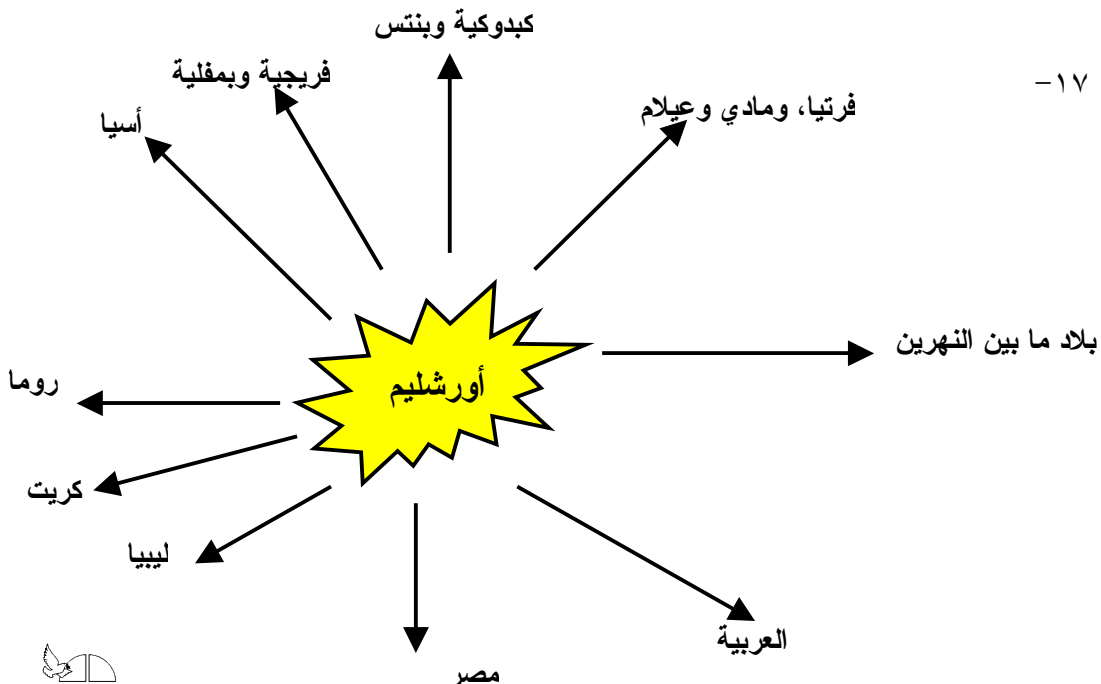 كبدوكية وبنتس
١٧-
فريجية وبمفلية
فرتيا، ومادي وعيلام
أسيا
بلاد ما بين النهرين
أورشليم
روما
كريت
ليبيا
العربية
مصر